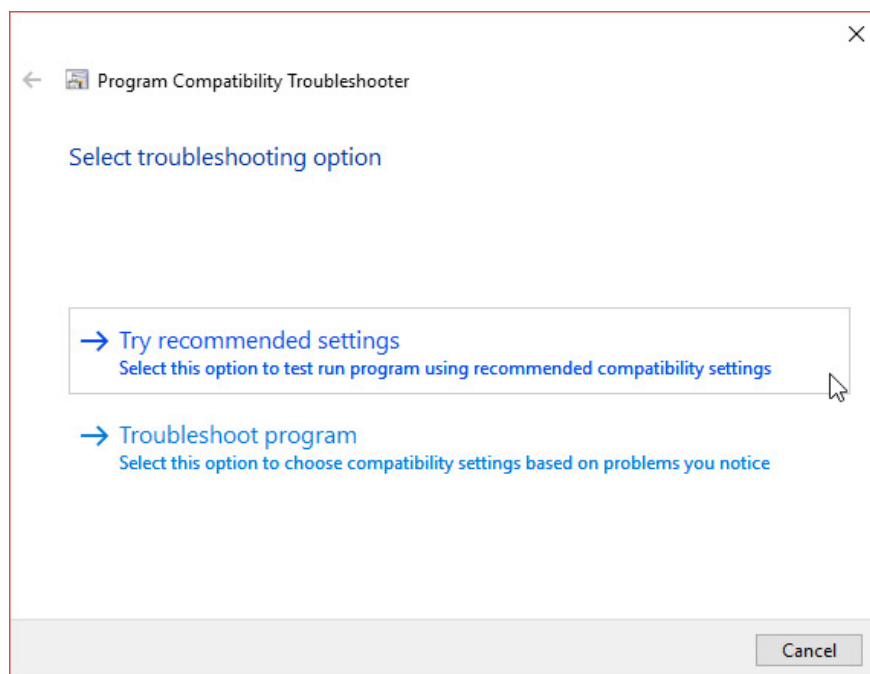 Program Compatibility Troubleshooter
Select troubleshooting option
Try recommended settings
Select this option to test run program using recommended compatibility settings
Troubleshoot program
Select this option to choose compatibility settings based on problems you notice
Cancel